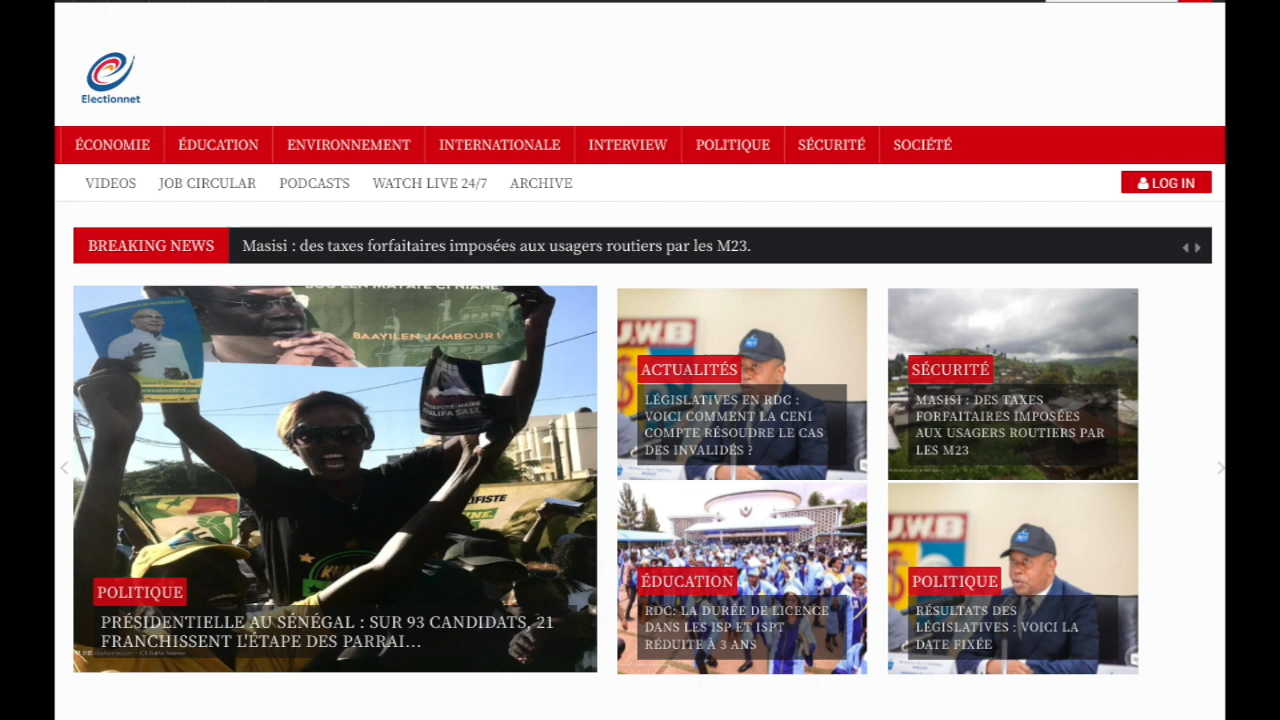 Electionnet
ÉCONOMIE
ÉDUCATION
ENVIRONNEMENT
INTERNATIONALE
INTERVIEW
POLITIQUE
SÉCURITÉ
SOCIÉTÉ
VIDEOS
JOB CIRCULAR
PODCASTS
WATCH LIVE 24/7
ARCHIVE
LOG IN
BREAKING NEWS
Masisi : des taxes forfaitaires imposées aux usagers routiers par les M23.
BAAYILEN JAMBOUR!
POLITIQUE
PRÉSIDENTIELLE AU SÉNÉGAL : SUR 93 CANDIDATS, 21
FRANCHISSENT L'ÉTAPE DES PARRAI...
U.W.B
ACTUALITÉS
LÉGISLATIVES EN RDC :
VOICI COMMENT LA CENI
COMPTE RÉSOUDRE LE CAS
DES INVALIDÉS ?
SÉCURITÉ
MASISI : DES TAXES
FORFAITAIRES IMPOSÉES
AUX USAGERS ROUTIERS PAR
LES M23
ÉDUCATION
RDC: LA DURÉE DE LICENCE
DANS LES ISP ET ISPT
RÉDUITE À 3 ANS
U.W.B
POLITIQUE
RÉSULTATS DES
LÉGISLATIVES : VOICI LA
DATE FIXÉE